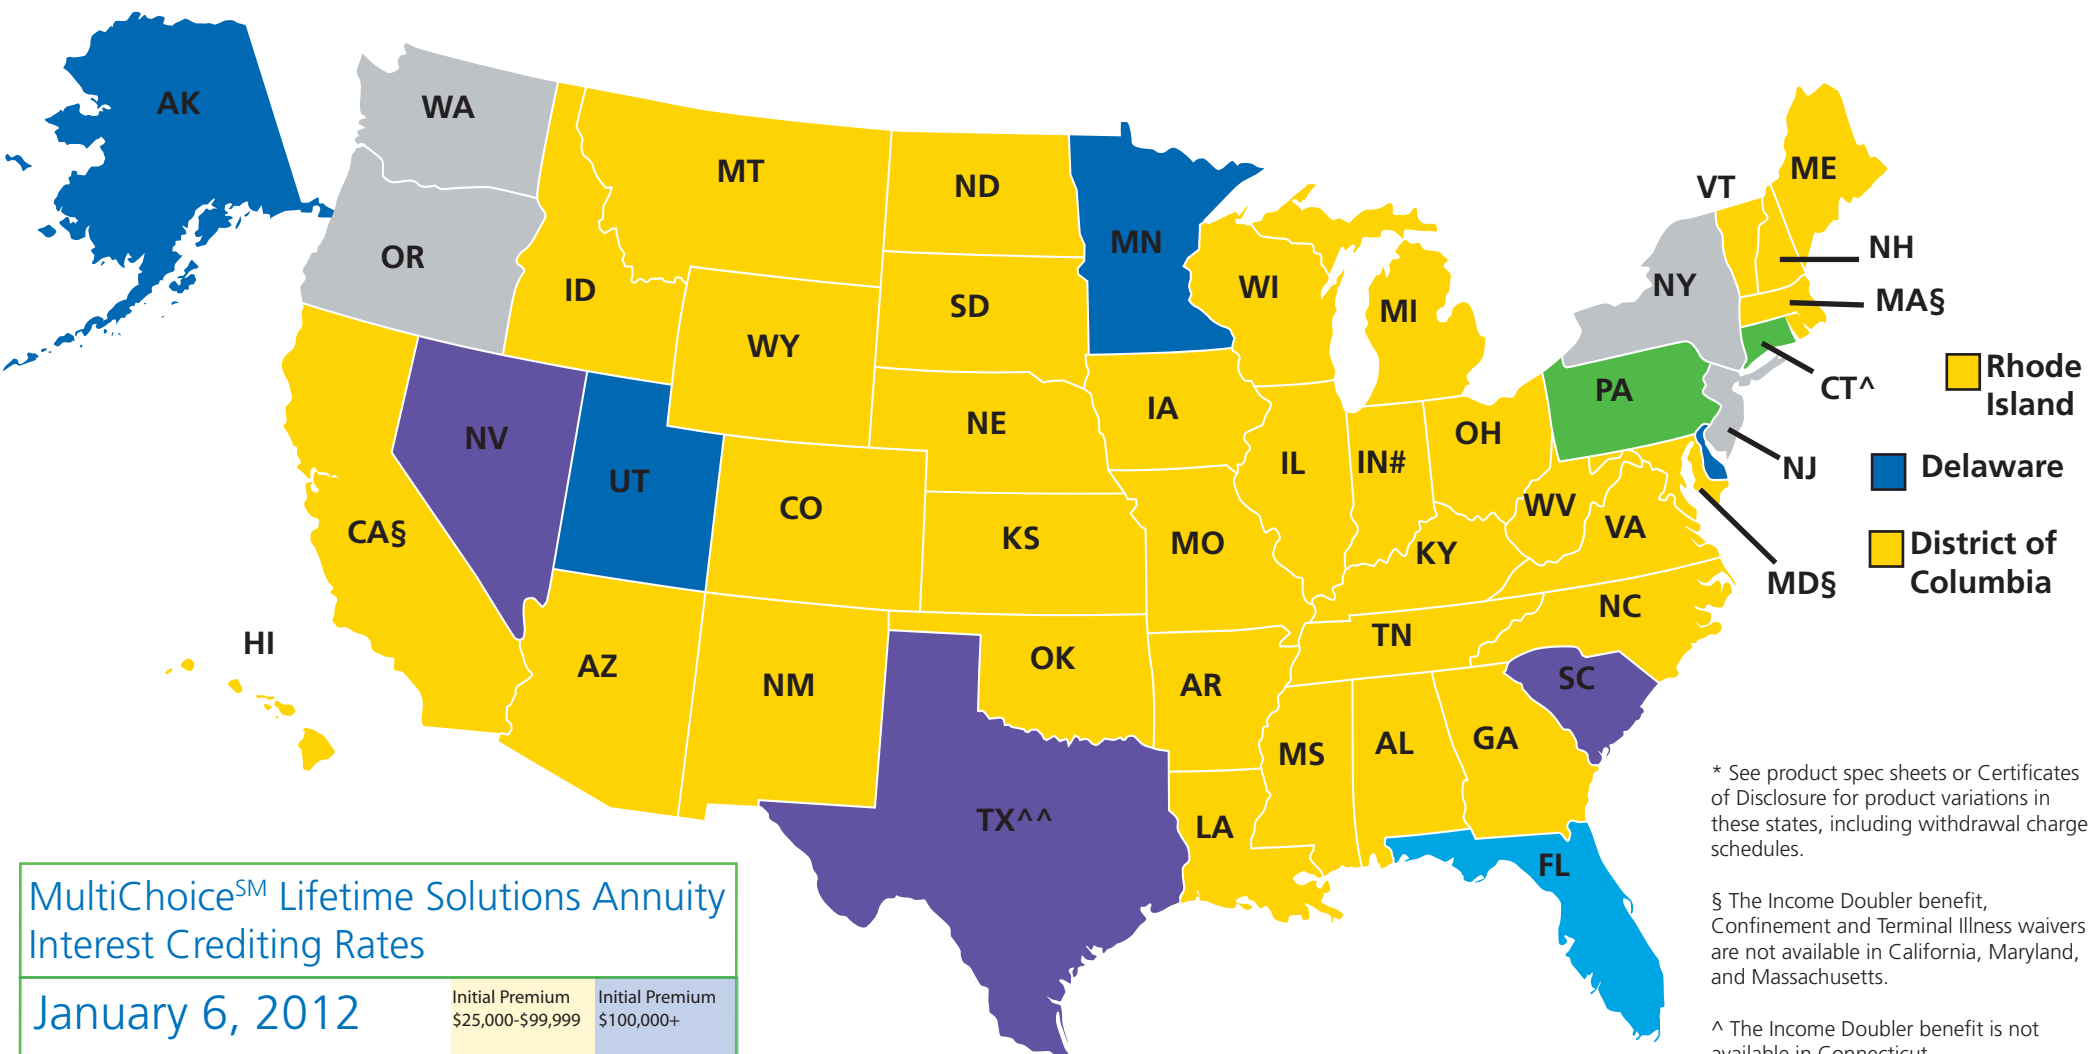 AK
WA
MT
ND
MN
VT
ME
OR
ID
SD
WI
MI
NY
NH
MA§
WY
NE
IA
PA
CT^
Rhode
Island
NV
UT
CO
IL
IN#
OH
NJ
Delaware
CA§
KS
MO
KY
WV
VA
MD§
District of
Columbia
HI
AZ
NM
OK
AR
TN
NC
SC
TX^^
LA
MS
AL
GA
FL
* See product spec sheets or Certificates
of Disclosure for product variations in
these states, including withdrawal charge
schedules.
§ The Income Doubler benefit,
Confinement and Terminal Illness waivers
are not available in California, Maryland,
and Massachusetts.
^ The Income Doubler benefit is not
available in Connecticut.
MultiChoiceSM Lifetime Solutions Annuity
Interest Crediting Rates
January 6, 2012
Initial Premium
$25,000-$99,999
Initial Premium
$100,000+